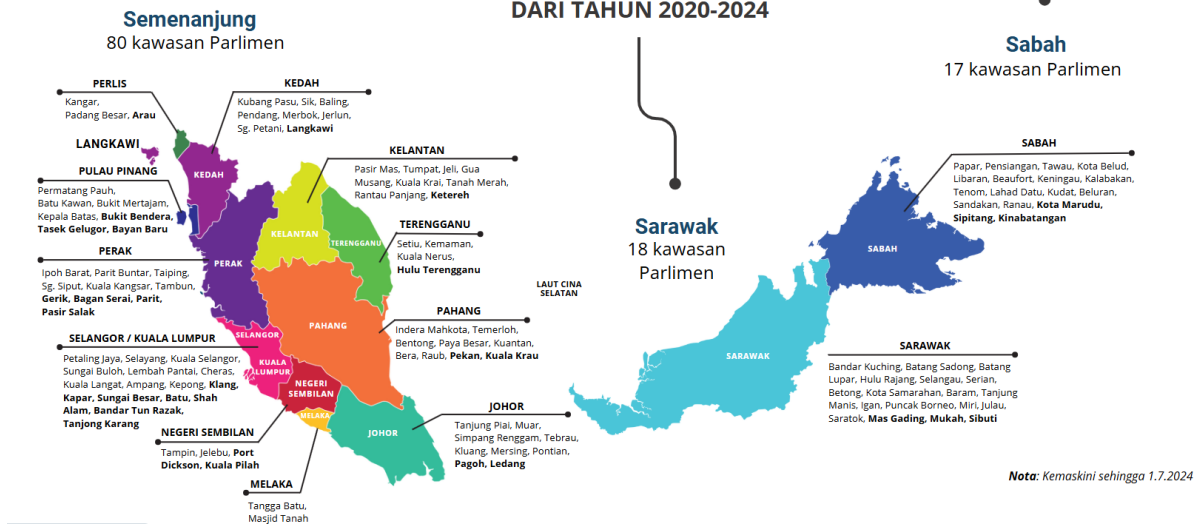 DARI TAHUN 2020-2024
Semenanjung
80 kawasan Parlimen
Sabah
17 kawasan Parlimen
PERLIS
Kangar,
Padang Besar, Arau
KEDAH
Kubang Pasu, Sik, Baling,
Pendang, Merbok, Jerlun,
Sg. Petani, Langkawi
LANGKAWI
PULAU PINANG
Permatang Pauh,
Batu Kawan, Bukit Mertajam,
Kepala Batas, Bukit Bendera,
Tasek Gelugor, Bayan Baru
KELANTAN
Pasir Mas, Tumpat, Jeli, Gua
Musang, Kuala Krai, Tanah Merah,
Rantau Panjang, Ketereh
TERENGGANU
Setiu, Kemaman,
Kuala Nerus,
Hulu Terengganu
PERAK
Ipoh Barat, Parit Buntar, Taiping,
Sg. Siput, Kuala Kangsar, Tambun,
Gerik, Bagan Serai, Parit,
Pasir Salak
PAHANG
Indera Mahkota, Temerloh,
Bentong, Paya Besar, Kuantan,
Bera, Raub, Pekan, Kuala Krau
SELANGOR / KUALA LUMPUR
Petaling Jaya, Selayang, Kuala Selangor,
Sungai Buloh, Lembah Pantai, Cheras,
Kuala Langat, Ampang, Kepong, Klang,
Kapar, Sungai Besar, Batu, Shah
Alam, Bandar Tun Razak,
Tanjong Karang
NEGERI SEMBILAN
Tampin, Jelebu, Port
Dickson, Kuala Pilah
MELAKA
Tangga Batu,
Masjid Tanah
JOHOR
Tanjung Piai, Muar,
Simpang Renggam, Tebrau,
Kluang, Mersing, Pontian,
Pagoh, Ledang
KEDAH
KELANTAN
TERENGGANU
PERAK
PAHANG
SELANGOR
KUALA
LUMPUR
NEGERI
SEMBILAN
MELAKA
JOHOR
LAUT CINA
SELATAN
Sarawak
18 kawasan
Parlimen
SABAH
Papar, Pensiangan, Tawau, Kota Belud,
Libaran, Beaufort, Keningau, Kalabakan,
Tenom, Lahad Datu, Kudat, Beluran,
Sandakan, Ranau, Kota Marudu,
Sipitang, Kinabatangan
SABAH
SARAWAK
SARAWAK
Bandar Kuching, Batang Sadong, Batang
Lupar, Hulu Rajang, Selangau, Serian,
Betong, Kota Samarahan, Baram, Tanjung
Manis, Igan, Puncak Borneo, Miri, Julau,
Saratok, Mas Gading, Mukah, Sibuti
Nota: Kemaskini sehingga 1.7.2024